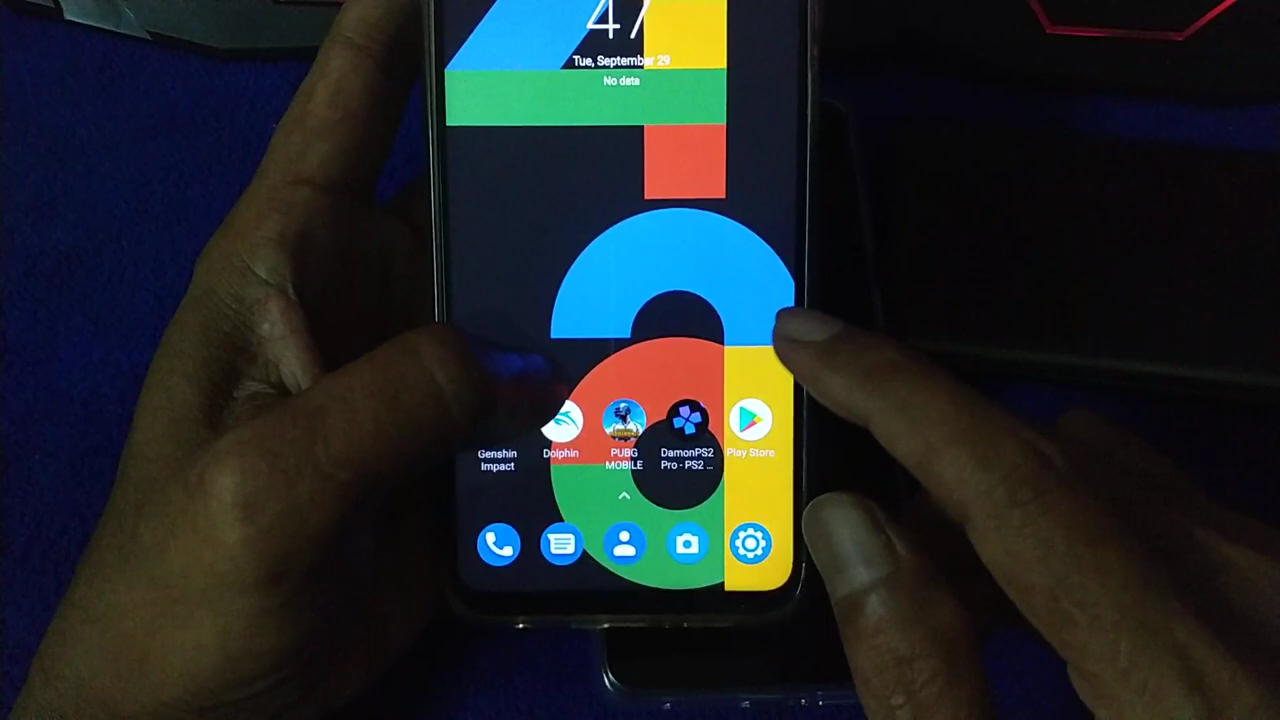 47
Tue, September 29
No data
Genshin
Impact
Dolphin
PUBG
MOBILE
DamonPS2
Pro - PS2 ...
Play Store